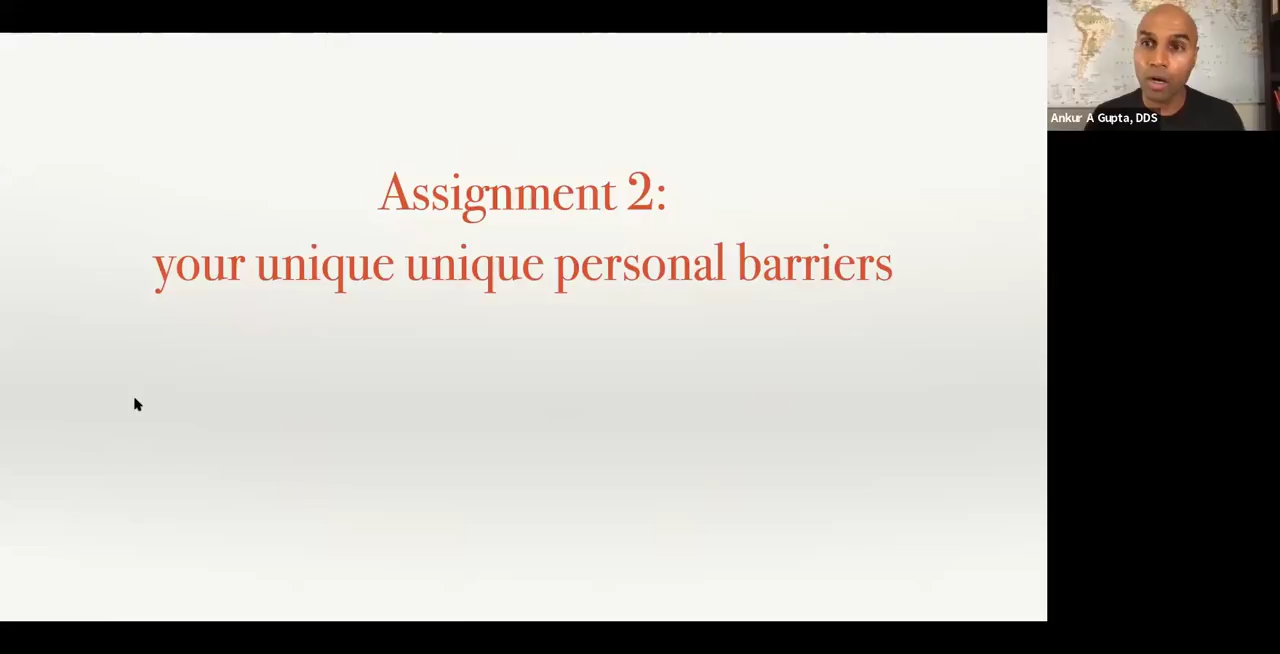 Assignment 2:
your unique unique personal barriers
Ankur A Gupta, DDS